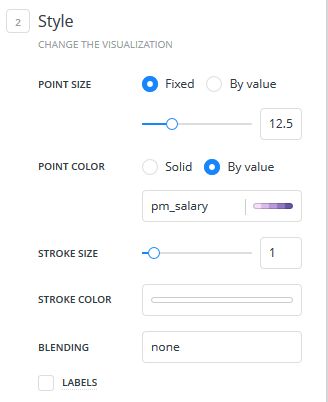 2 Style
CHANGE THE VISUALIZATION
POINT SIZE Fixed By value
12.5
POINT COLOR Solid By value
pm_salary
STROKE SIZE 1
STROKE COLOR
BLENDING none
LABELS